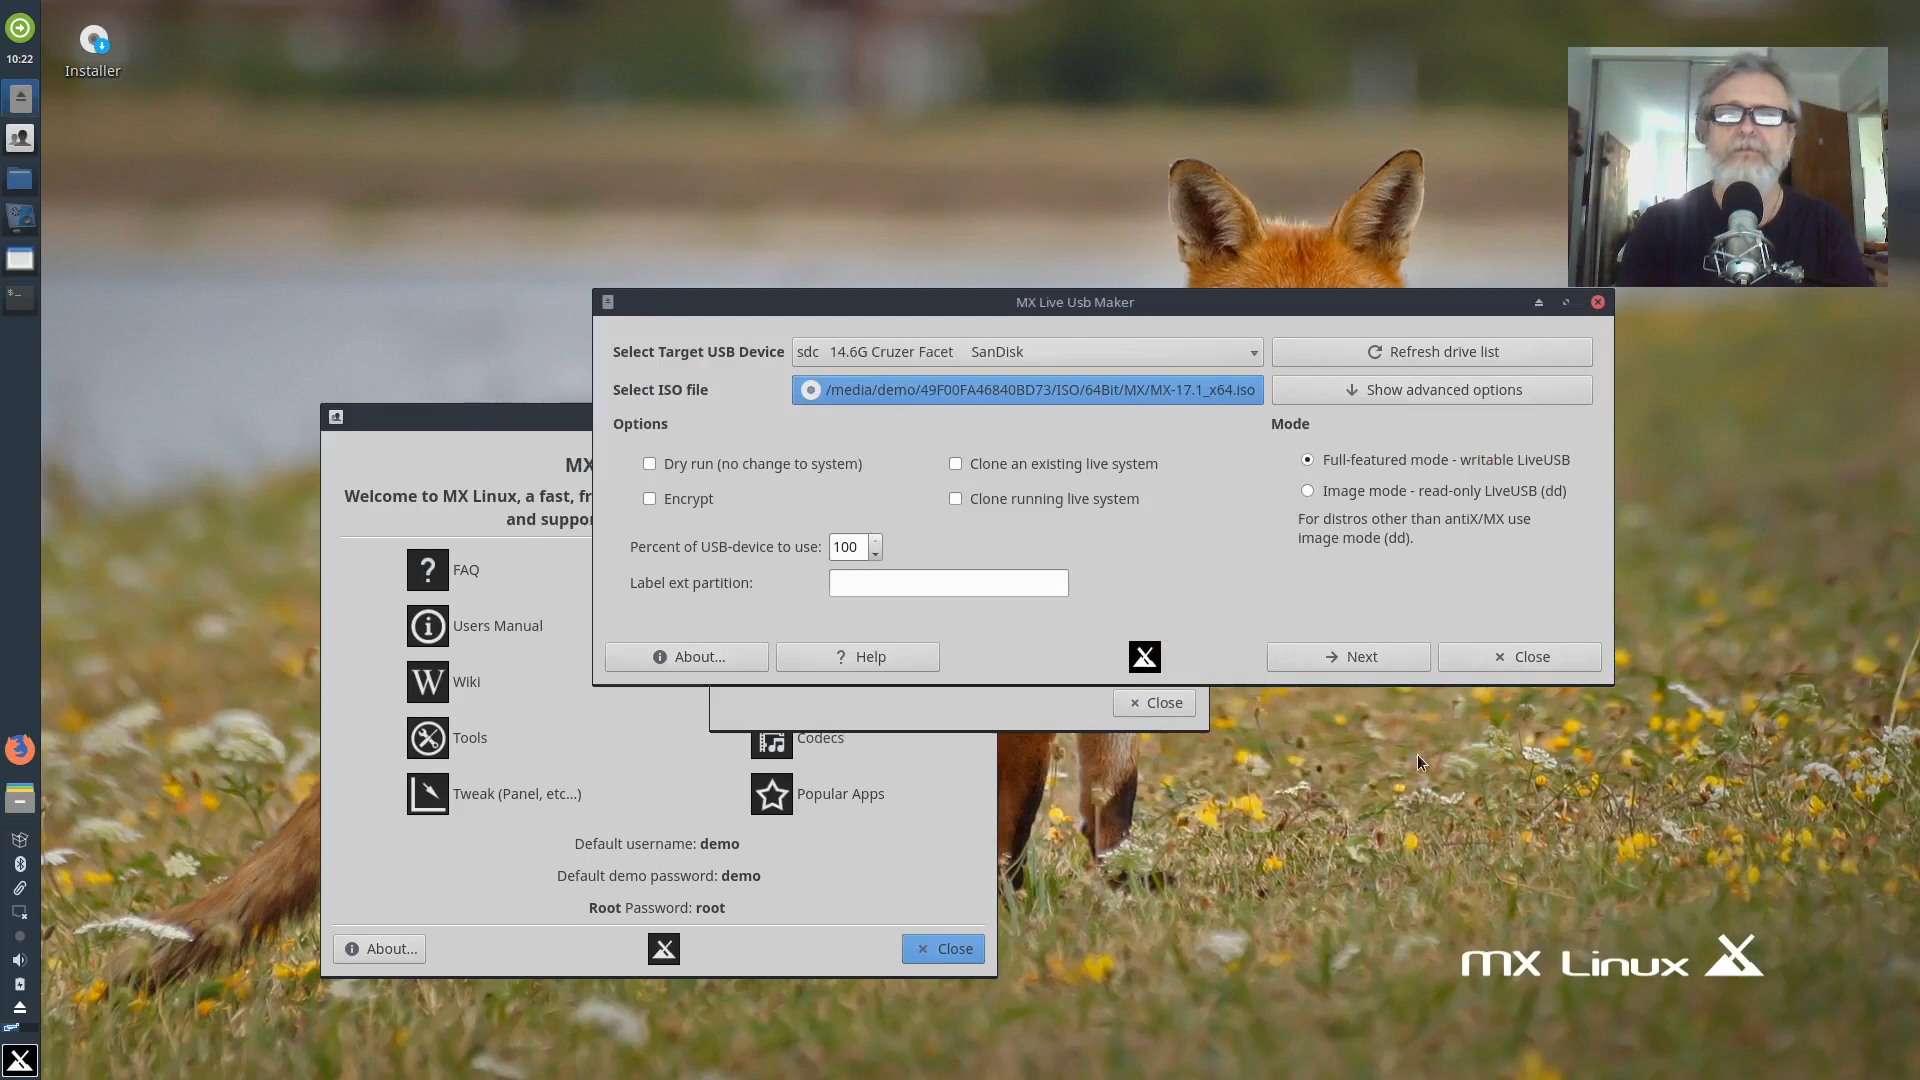 10:22
Installer
MX Live Usb Maker
Select Target USB Device
sdc 14.6G Cruzer Facet SanDisk
Refresh drive list
Select ISO file
/media/demo/49F00FA46840BD73/ISO/64Bit/MX/MX-17.1_x64.iso
Show advanced options
Options
Mode
Dry run (no change to system)
Clone an existing live system
Full-featured mode - writable LiveUSB
Encrypt
Clone running live system
Image mode - read-only LiveUSB (dd)
For distros other than antiX/MX use
image mode (dd).
Percent of USB-device to use:
100
Label ext partition:
About...
? Help
Next
Close
Close
MX
Welcome to MX Linux, a fast, fr
and suppor
? FAQ
Users Manual
W Wiki
Tools
Codecs
Tweak (Panel, etc...)
Popular Apps
Default username: demo
Default demo password: demo
Root Password: root
About...
Close
mx Linux